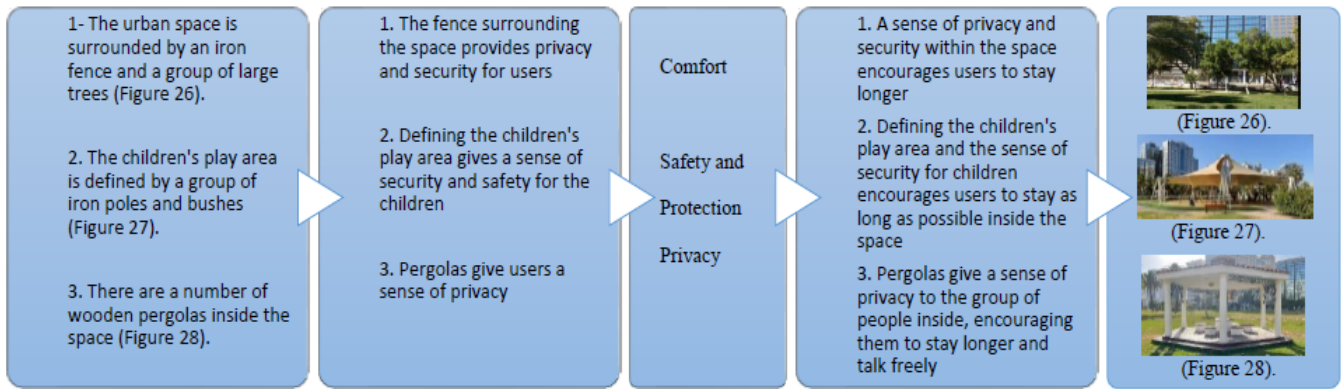 1- The urban space is
surrounded by an iron
fence and a group of large
trees (Figure 26).
2. The children's play area
is defined by a group of
iron poles and bushes
(Figure 27).
3. There are a number of
wooden pergolas inside the
space (Figure 28).
1. The fence surrounding
the space provides privacy
and security for users
2. Defining the children's
play area gives a sense of
security and safety for the
children
3. Pergolas give users a
sense of privacy
Comfort
Safety and
Protection
Privacy
1. A sense of privacy and
security within the space
encourages users to stay
longer
2. Defining the children's
play area and the sense of
security for children
encourages users to stay as
long as possible inside the
space
3. Pergolas give a sense of
privacy to the group of
people inside, encouraging
them to stay longer and
talk freely
(Figure 26).
(Figure 27).
(Figure 28).